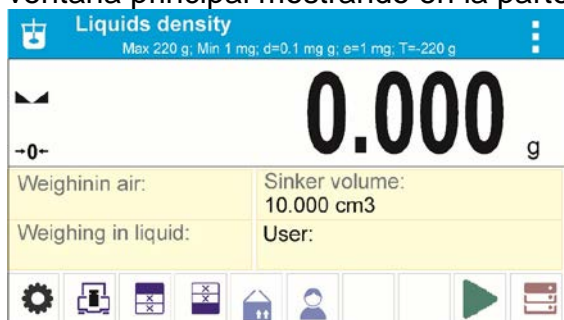 ventana principal mostrando en la parte
Liquids density
Max 220 g; Min 1 mg; d=0.1 mg g; e=1 mg; T=-220 g
0.000 g
→0←
Weighinin air:
Sinker volume:
10.000 cm3
Weighing in liquid:
User: